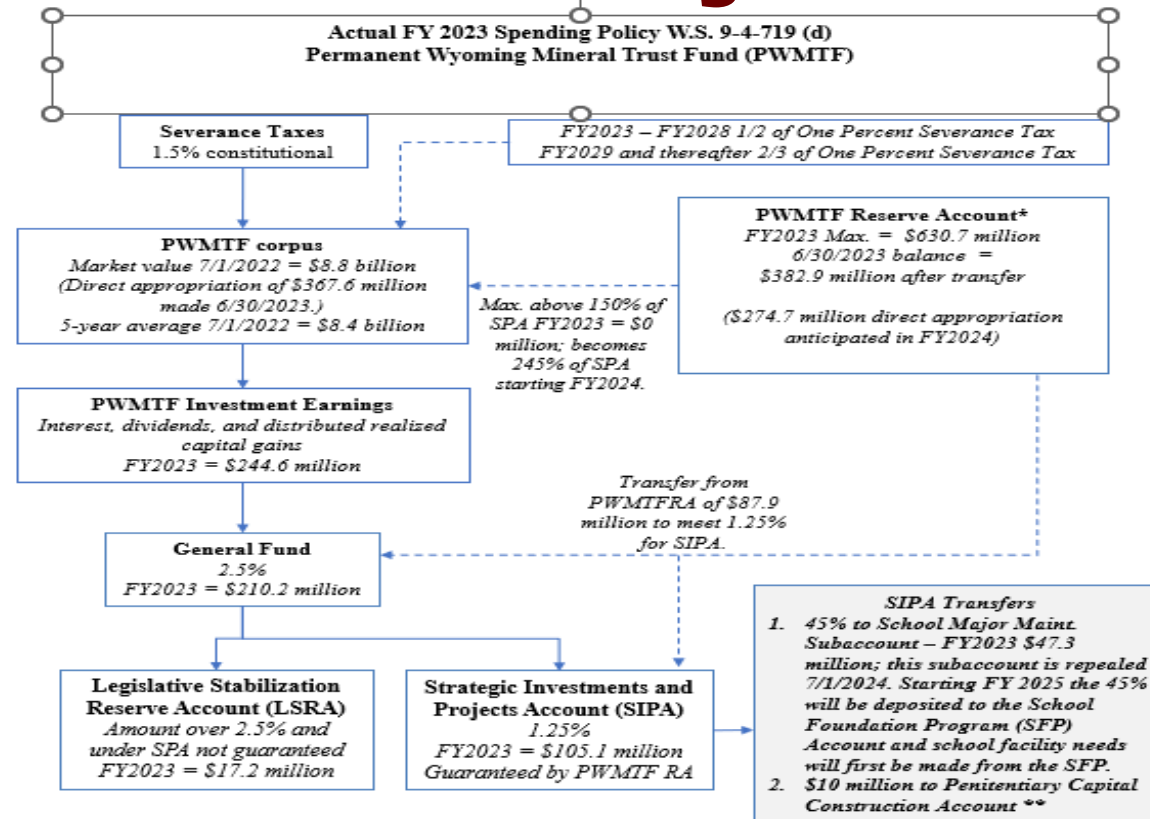 Actual FY 2023 Spending Policy W.S. 9-4-719 (d)
Permanent Wyoming Mineral Trust Fund (PWMTF)
Severance Taxes
1.5% constitutional
FY2023 – FY2028 1/2 of One Percent Severance Tax
FY2029 and thereafter 2/3 of One Percent Severance Tax
PWMTF Reserve Account*
FY2023 Max. = $630.7 million
6/30/2023 balance =
$382.9 million after transfer
($274.7 million direct appropriation
anticipated in FY2024)
PWMTF corpus
Market value 7/1/2022 = $8.8 billion
(Direct appropriation of $367.6 million
made 6/30/2023.)
5-year average 7/1/2022 = $8.4 billion
Max. above 150% of
SPA FY2023 = $0
million; becomes
245% of SPA
starting FY2024.
PWMTF Investment Earnings
Interest, dividends, and distributed realized
capital gains
FY2023 = $244.6 million
Transfer from
PWMTFRA of $87.9
million to meet 1.25%
for SIPA.
General Fund
2.5%
FY2023 = $210.2 million
Legislative Stabilization
Reserve Account (LSRA)
Amount over 2.5% and
under SPA not guaranteed
FY2023 = $17.2 million
Strategic Investments and
Projects Account (SIPA)
1.25%
FY2023 = $105.1 million
Guaranteed by PWMTF RA
SIPA Transfers
1. 45% to School Major Maint.
Subaccount – FY2023 $47.3
million; this subaccount is repealed
7/1/2024. Starting FY 2025 the 45%
will be deposited to the School
Foundation Program (SFP)
Account and school facility needs
will first be made from the SFP.
2. $10 million to Penitentiary Capital
Construction Account **